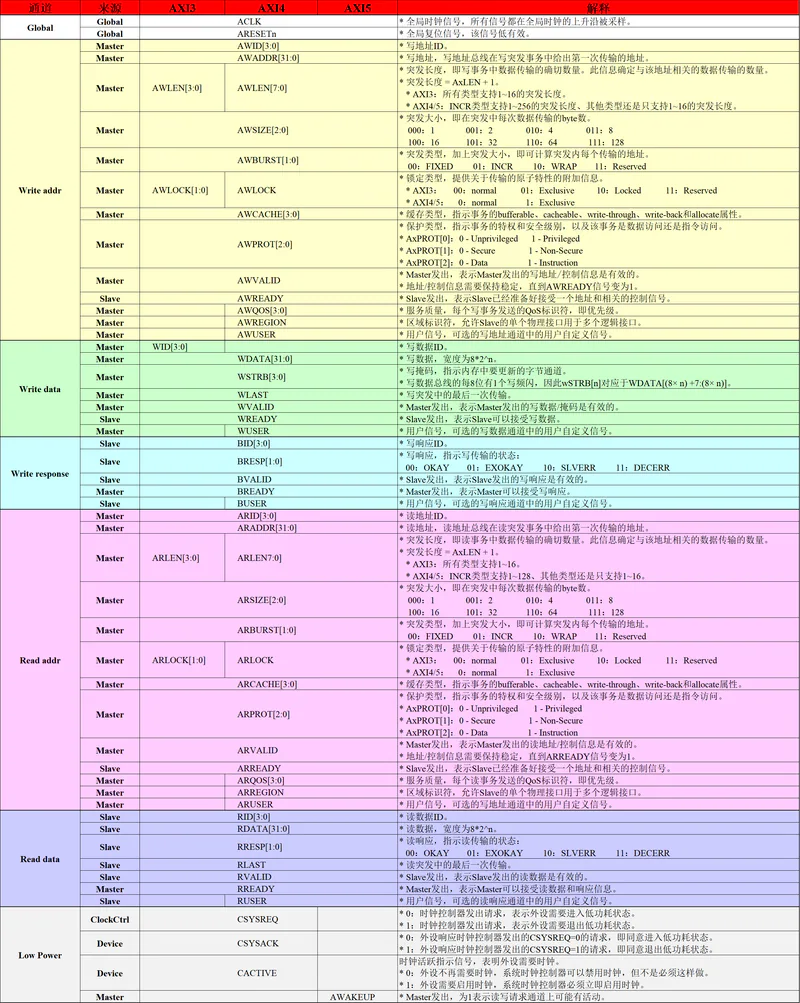 通道 来源 AXI3 AXI4 AXI5 解释
Global Global ACLK * 全局时钟信号，所有信号都在全局时钟的上升沿被采样。
Global ARESETn * 全局复位信号，该信号低有效。
Write addr Master AWID[3:0] * 写地址ID。
Master AWADDR[31:0] * 写地址，写地址总线在写突发事务中给出第一次传输的地址。
Master AWLEN[3:0] AWLEN[7:0] * 突发长度，即写事务中数据传输的确切数量。此信息确定与该地址相关的数据传输的数量。
* 突发长度 = AxLEN + 1。
* AXI3：所有类型支持1~16的突发长度。
* AXI4/5：INCR类型支持1~256的突发长度、其他类型还是只支持1~16的突发长度。
Master AWSIZE[2:0] * 突发大小，即在突发中每次数据传输的byte数。
000：1 001：2 010：4 011：8
100：16 101：32 110：64 111：128
Master AWBURST[1:0] * 突发类型，加上突发大小，即可计算突发内每个传输的地址。
00：FIXED 01：INCR 10：WRAP 11：Reserved
Master AWLOCK[1:0] AWLOCK * 锁定类型，提供关于传输的原子特性的附加信息。
* AXI3： 00：normal 01：Exclusive 10：Locked 11：Reserved
* AXI4/5： 0：normal 1：Exclusive
Master AWCACHE[3:0] * 缓存类型，指示事务的bufferable、cacheable、write-through、write-back和allocate属性。
Master AWPROT[2:0] * 保护类型，指示事务的特权和安全级别，以及该事务是数据访问还是指令访问。
* AxPROT[0]：0 - Unprivileged 1 - Privileged
* AxPROT[1]：0 - Secure 1 - Non-Secure
* AxPROT[2]：0 - Data 1 - Instruction
Master AWVALID * Master发出，表示Master发出的写地址/控制信息是有效的。
* 地址/控制信息需要保持稳定，直到AWREADY信号变为1。
Slave AWREADY * Slave发出，表示Slave已经准备好接受一个地址和相关的控制信号。
Master AWQOS[3:0] * 服务质量，每个写事务发送的QoS标识符，即优先级。
Master AWREGION * 区域标识符，允许Slave的单个物理接口用于多个逻辑接口。
Master AWUSER * 用户信号，可选的写地址通道中的用户自定义信号。
Write data Master WID[3:0] * 写数据ID。
Master WDATA[31:0] * 写数据，宽度为8*2^n。
Master WSTRB[3:0] * 写掩码，指示内存中要更新的字节通道。
* 写数据总线的每8位有1个写频闪，因此wSTRB[n]对应于WDATA[(8× n) +7:(8× n)]。
Master WLAST * 写突发中的最后一次传输。
Master WVALID * Master发出，表示Master发出的写数据/掩码是有效的。
Slave WREADY * Slave发出，表示Slave可以接受写数据。
Master WUSER * 用户信号，可选的写数据通道中的用户自定义信号。
Write response Slave BID[3:0] * 写响应ID。
Slave BRESP[1:0] * 写响应，指示写传输的状态：
00：OKAY 01：EXOKAY 10：SLVERR 11：DECERR
Slave BVALID * Slave发出，表示Slave发出的写响应是有效的。
Master BREADY * Master发出，表示Master可以接受写响应。
Slave BUSER * 用户信号，可选的写响应通道中的用户自定义信号。
Read addr Master ARID[3:0] * 读地址ID。
Master ARADDR[31:0] * 读地址，读地址总线在读突发事务中给出第一次传输的地址。
Master ARLEN[3:0] ARLEN7:0] * 突发长度，即读事务中数据传输的确切数量。此信息确定与该地址相关的数据传输的数量。
* 突发长度 = AxLEN + 1。
* AXI3：所有类型支持1~16。
* AXI4/5：INCR类型支持1~128、其他类型还是只支持1~16。
Master ARSIZE[2:0] * 突发大小，即在突发中每次数据传输的byte数。
000：1 001：2 010：4 011：8
100：16 101：32 110：64 111：128
Master ARBURST[1:0] * 突发类型，加上突发大小，即可计算突发内每个传输的地址。
00：FIXED 01：INCR 10：WRAP 11：Reserved
Master ARLOCK[1:0] ARLOCK * 锁定类型，提供关于传输的原子特性的附加信息。
* AXI3： 00：normal 01：Exclusive 10：Locked 11：Reserved
* AXI4/5： 0：normal 1：Exclusive
Master ARCACHE[3:0] * 缓存类型，指示事务的bufferable、cacheable、write-through、write-back和allocate属性。
Master ARPROT[2:0] * 保护类型，指示事务的特权和安全级别，以及该事务是数据访问还是指令访问。
* AxPROT[0]：0 - Unprivileged 1 - Privileged
* AxPROT[1]：0 - Secure 1 - Non-Secure
* AxPROT[2]：0 - Data 1 - Instruction
Master ARVALID * Master发出，表示Master发出的读地址/控制信息是有效的。
* 地址/控制信息需要保持稳定，直到ARREADY信号变为1。
Slave ARREADY * Slave发出，表示Slave已经准备好接受一个地址和相关的控制信号。
Master ARQOS[3:0] * 服务质量，每个读事务发送的QoS标识符，即优先级。
Master ARREGION * 区域标识符，允许Slave的单个物理接口用于多个逻辑接口。
Master ARUSER * 用户信号，可选的写地址通道中的用户自定义信号。
Read data Slave RID[3:0] * 读数据ID。
Slave RDATA[31:0] * 读数据，宽度为8*2^n。
Slave RRESP[1:0] * 读响应，指示读传输的状态：
00：OKAY 01：EXOKAY 10：SLVERR 11：DECERR
Slave RLAST * 读突发中的最后一次传输。
Slave RVALID * Slave发出，表示Slave发出的读数据是有效的。
Master RREADY * Master发出，表示Master可以接受读数据和响应信息。
Slave RUSER * 用户信号，可选的读响应通道中的用户自定义信号。
Low Power ClockCtrl CSYSREQ * 0：时钟控制器发出请求，表示外设需要进入低功耗状态。
* 1：时钟控制器发出请求，表示外设需要退出低功耗状态。
Device CSYSACK * 0：外设响应时钟控制器发出的CSYSREQ=0的请求，即同意进入低功耗状态。
* 1：外设响应时钟控制器发出的CSYSREQ=1的请求，即同意退出低功耗状态。
Device CACTIVE 时钟活跃指示信号，表明外设需要时钟。
* 0：外设不再需要时钟，系统时钟控制器可以禁用时钟，但不是必须这样做。
* 1：外设需要启用时钟，系统时钟控制器必须立即启用时钟。
Master AWAKEUP * Master发出，为1表示读写请求通道上可能有活动。